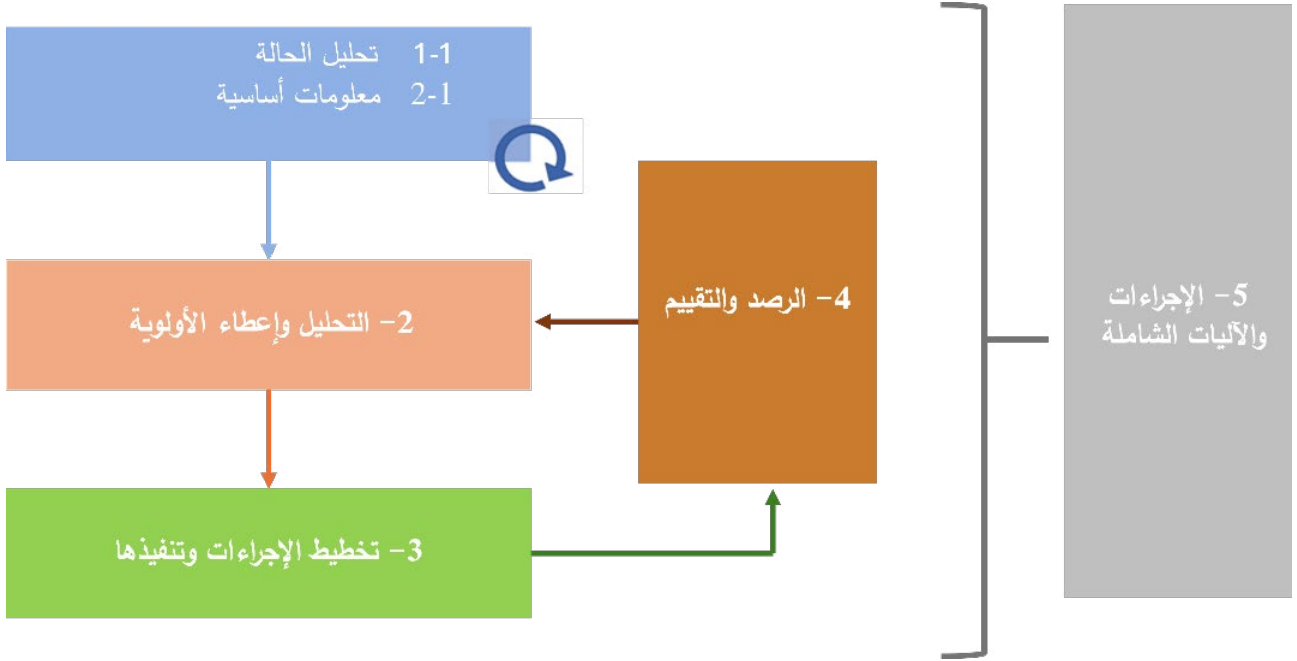 1-1 تحليل الحالة
2-1 معلومات أساسية
2- التحليل وإعطاء الأولوية
3- تخطيط الإجراءات وتنفيذها
4- الرصد والتقييم
5- الإجراءات
والآليات الشاملة